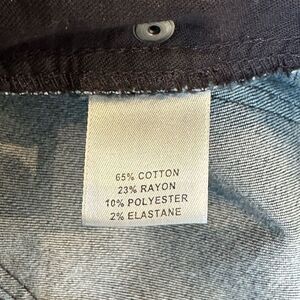 65% COTTON
23% RAYON
10% POLYESTER
2% ELASTANE